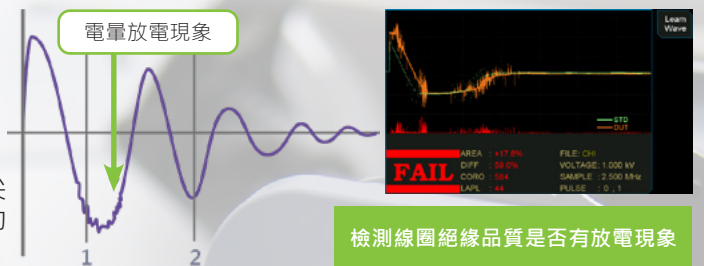 電暈放電現象
1
2
Learn
Wave
STD
DUT
AREA : +17.8%
DIFF : 59.0%
CORO : 584
LAPL : 44
FAIL
FILE: CHI
VOLTAGE: 1.000 kV
SAMPLE : 2.500 MHz
PULSE : 0 , 1
檢測線圈絕緣品質是否有放電現象